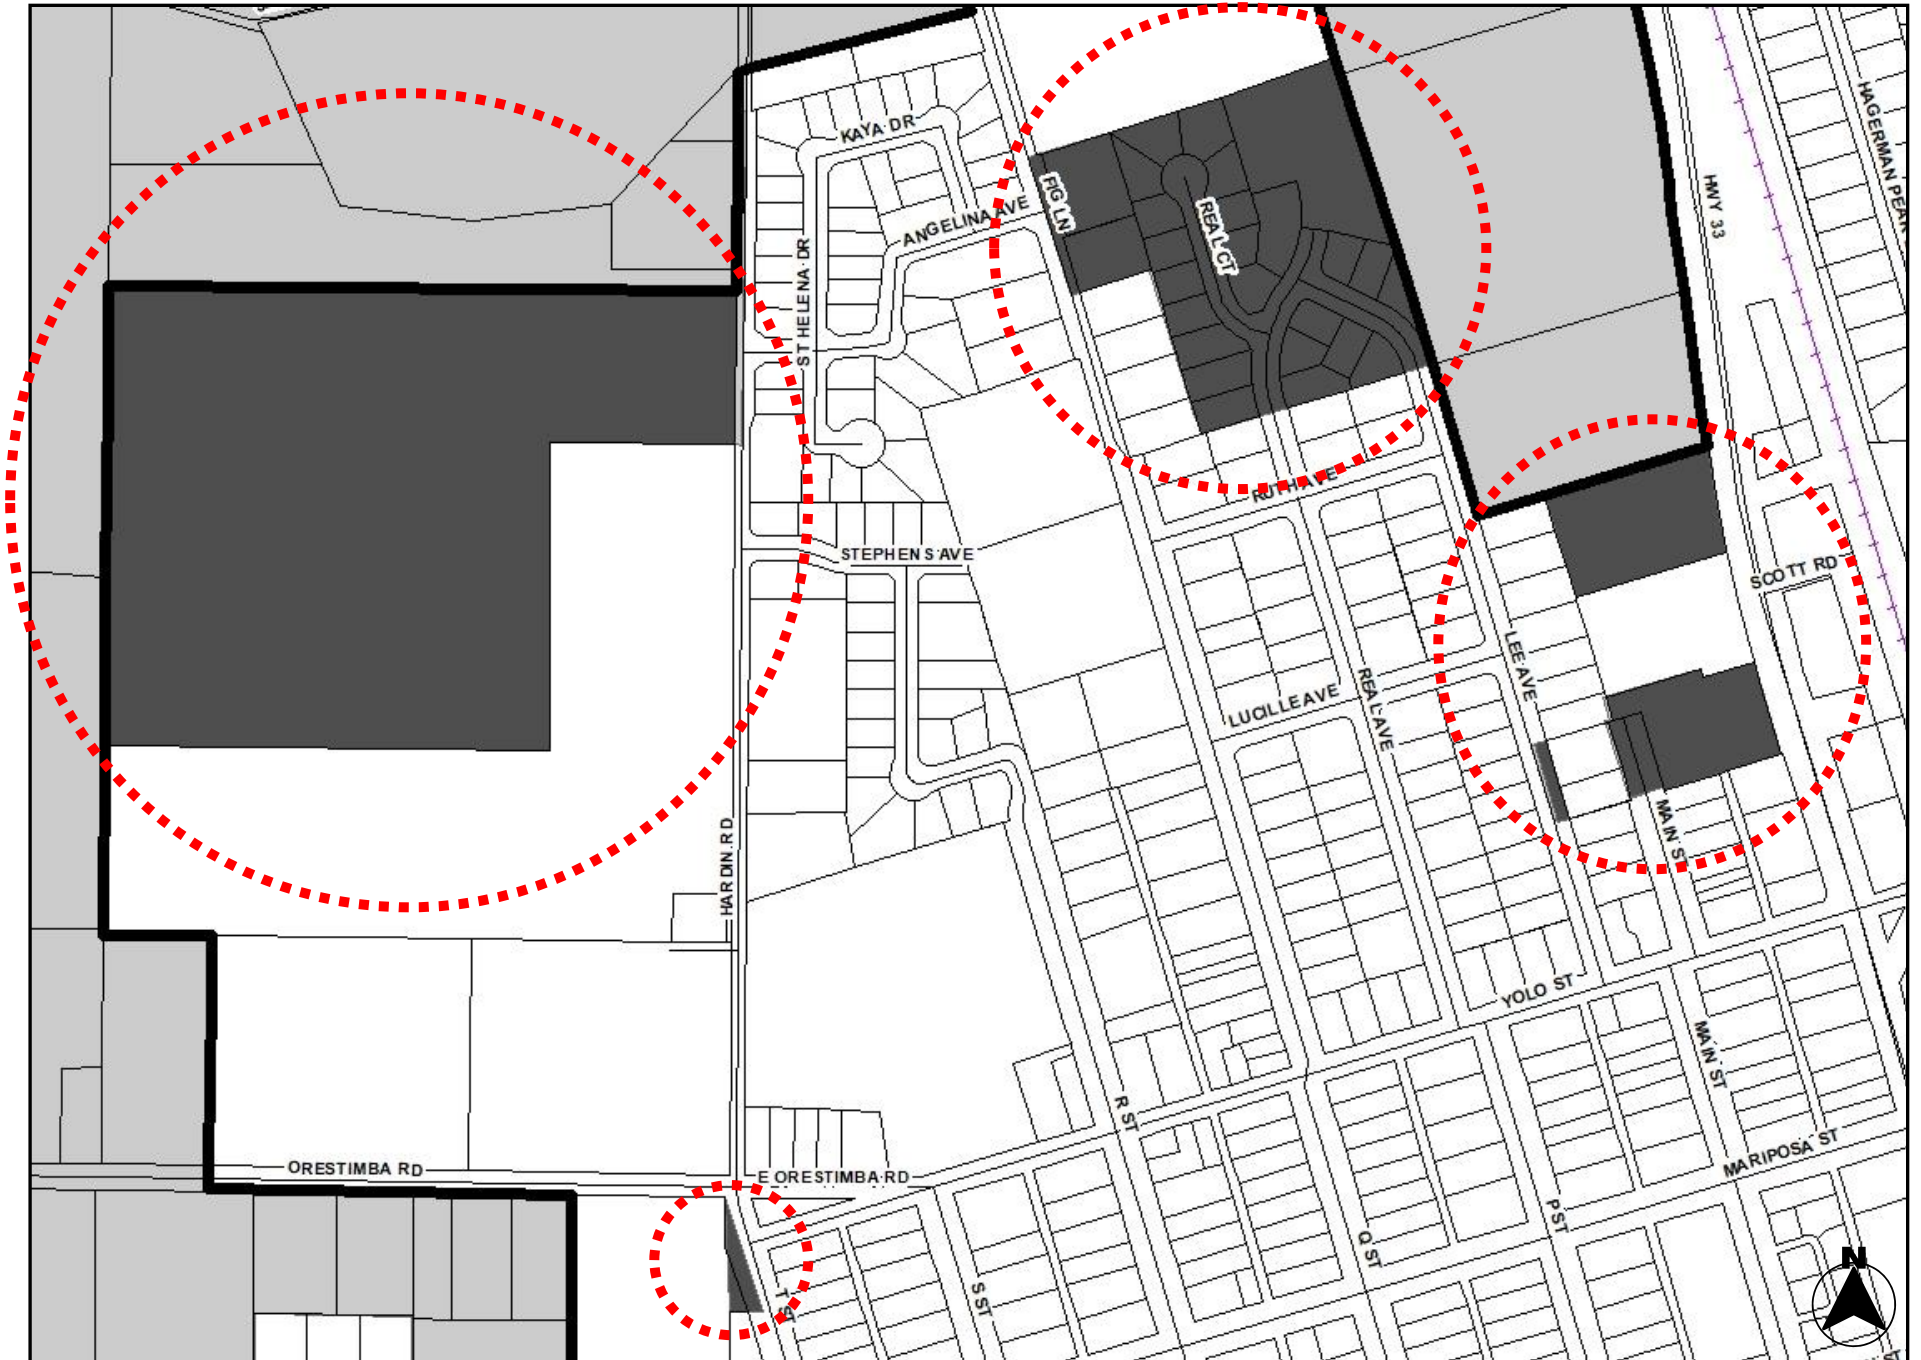 KAYA DR
HAGERMAN PEAK
FIG LN
HWY 33
ANGELINA AVE
REAL CT
ST HELENA DR
RUTH AVE
STEPHENS AVE
SCOTT RD
LEE AVE
LUCILLE AVE
REAL AVE
MAIN ST
HARDIN RD
YOLO ST
MAIN ST
R ST
MARIPOSA ST
ORESTIMBA RD
E ORESTIMBA RD
P ST
Q ST
N
S ST
T ST
ST